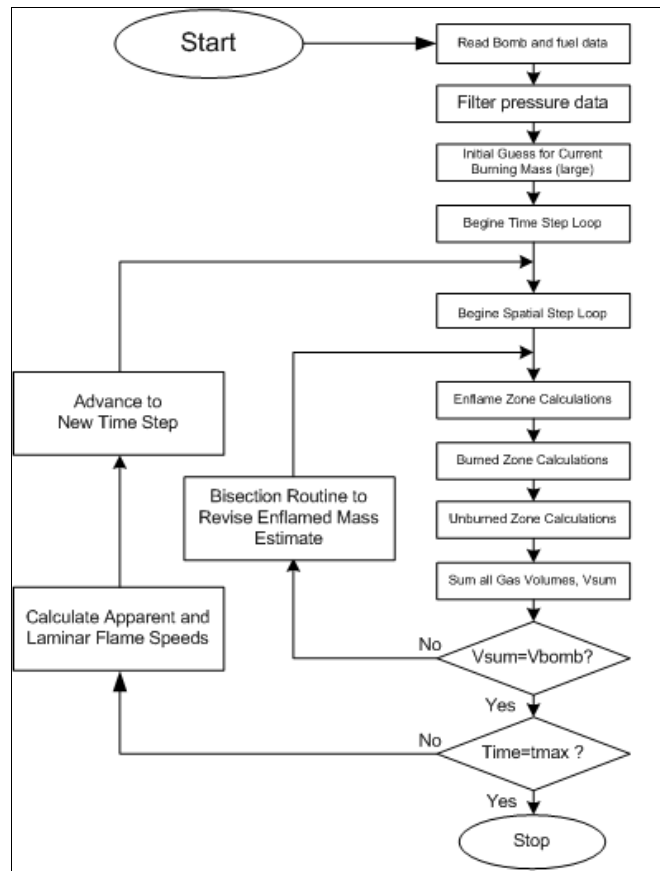 Start
Read Bomb and fuel data
Filter pressure data
Initial Guess for Current
Burning Mass (large)
Begine Time Step Loop
Begine Spatial Step Loop
Advance to
New Time Step
Enflame Zone Calculations
Burned Zone Calculations
Bisection Routine to
Revise Enflamed Mass
Estimate
Unburned Zone Calculations
Sum all Gas Volumes, Vsum
Calculate Apparent and
Laminar Flame Speeds
No
Vsum=Vbomb?
Yes
No
Time=tmax ?
Yes
Stop